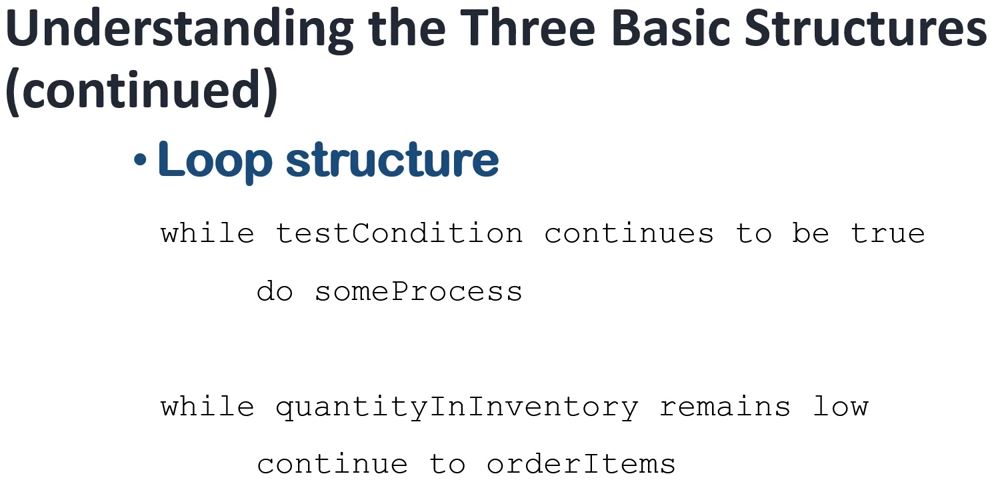 Understanding the Three Basic Structures
(continued)
• Loop structure
while testCondition continues to be true
do someProcess
while quantityInInventory remains low
continue to orderItems